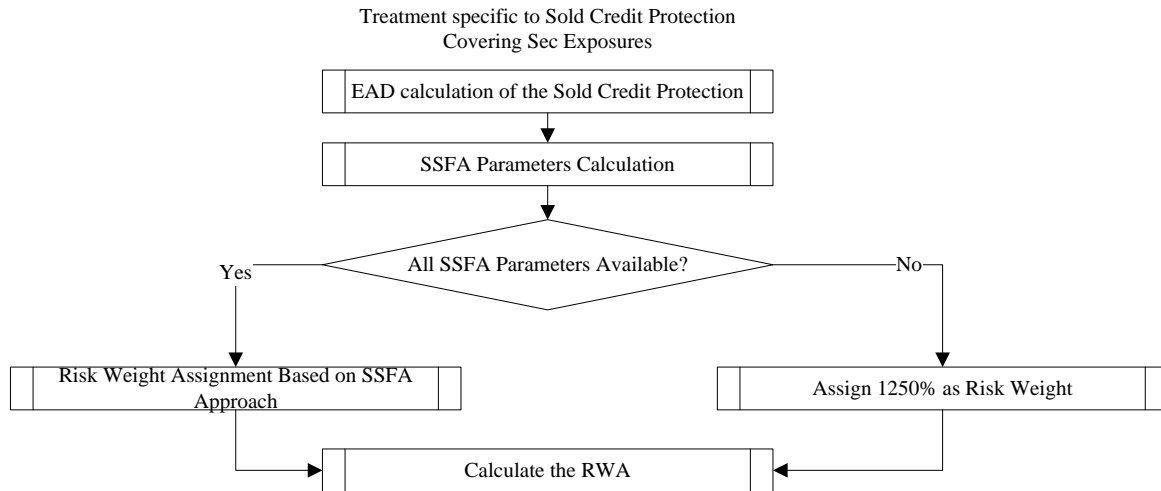 Treatment specific to Sold Credit Protection
Covering Sec Exposures
EAD calculation of the Sold Credit Protection
SSFA Parameters Calculation
All SSFA Parameters Available?
Yes
No
Risk Weight Assignment Based on SSFA
Approach
Assign 1250% as Risk Weight
Calculate the RWA